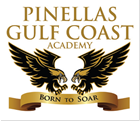 PINELLAS
GULF COAST
ACADEMY
BORN TO SOAR